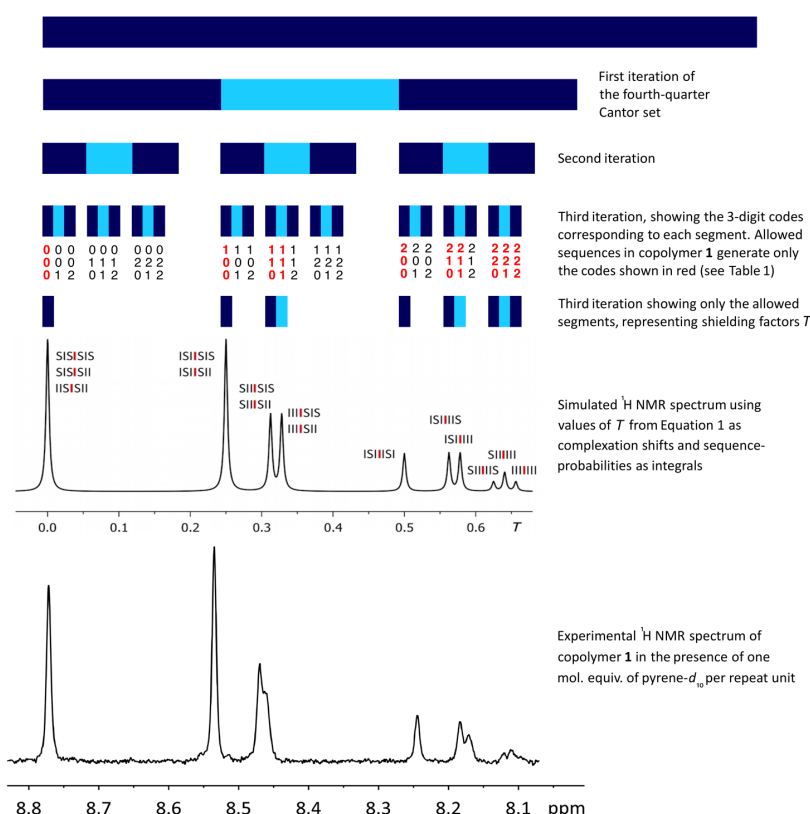 First iteration of
the fourth-quarter
Cantor set
Second iteration
000 000 000 111 111 111 222 222 222
000 111 222 000 111 222 000 111 222
012 012 012 012 012 012 012 012 012
Third iteration, showing the 3-digit codes
corresponding to each segment. Allowed
sequences in copolymer 1 generate only
the codes shown in red (see Table 1)
Third iteration showing only the allowed
segments, representing shielding factors T
SISISIS
SISISII
IISISII
ISIISIS
ISIISII
SIIISIS
SIIISII
IIIISIS
IIIISII
ISIIISI
ISIIIIS
ISIIIII
SIIIIII
SIIIIIS
IIIIIII
Simulated ¹H NMR spectrum using
values of T from Equation 1 as
complexation shifts and sequence-
probabilities as integrals
0.0 0.1 0.2 0.3 0.4 0.5 0.6 T
Experimental ¹H NMR spectrum of
copolymer 1 in the presence of one
mol. equiv. of pyrene-d₁₀ per repeat unit
8.8 8.7 8.6 8.5 8.4 8.3 8.2 8.1 ppm